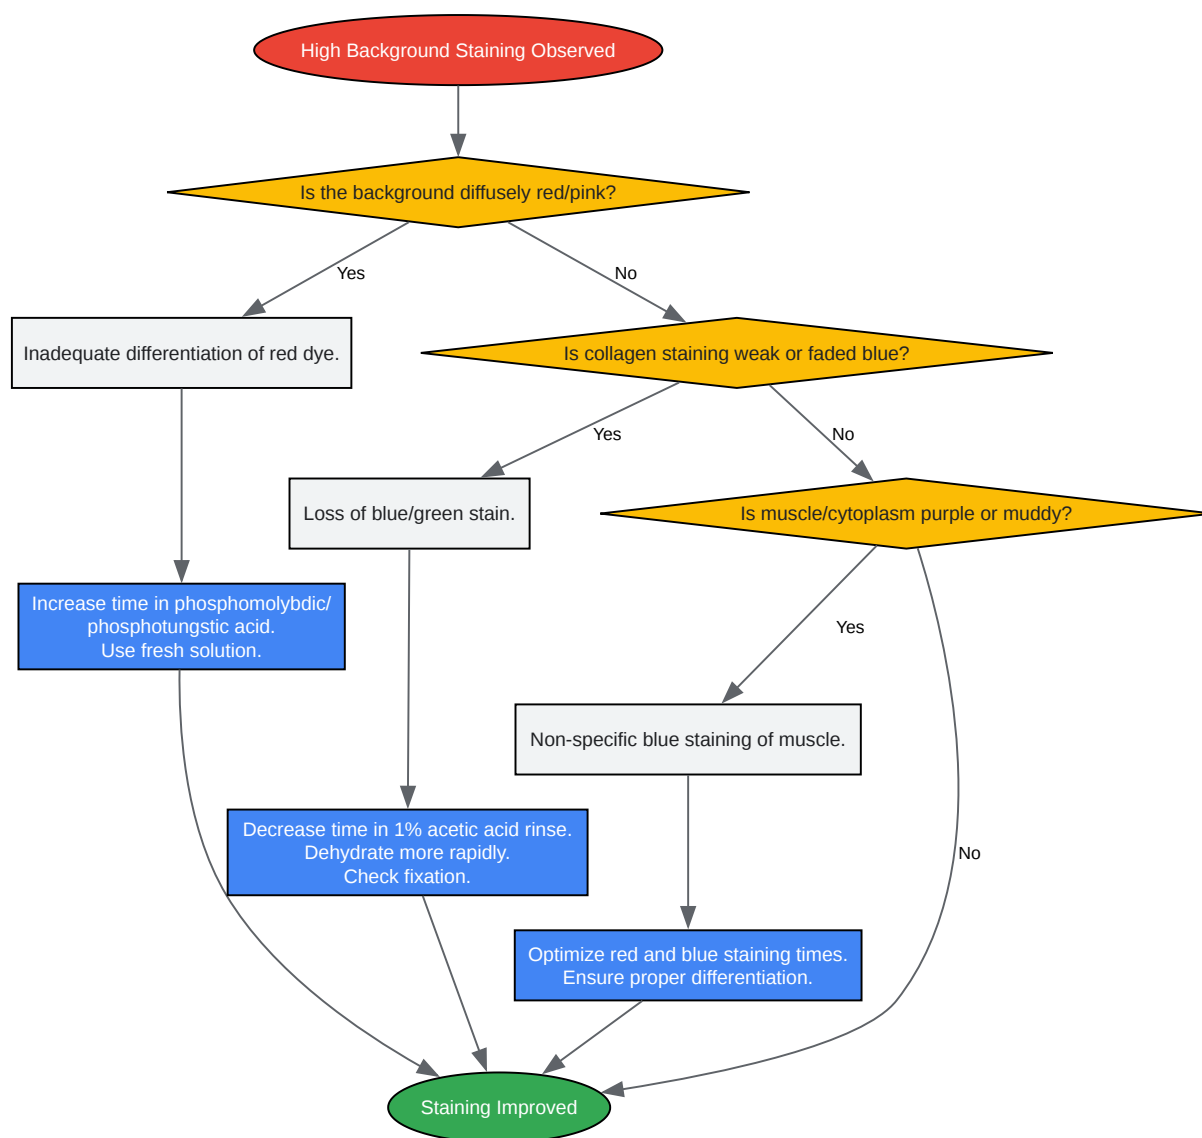 High Background Staining Observed
Is the background diffusely red/pink?
Yes
No
Inadequate differentiation of red dye.
Is collagen staining weak or faded blue?
Yes
No
Loss of blue/green stain.
Is muscle/cytoplasm purple or muddy?
Increase time in phosphomolybdic/
phosphotungstic acid.
Use fresh solution.
Yes
Non-specific blue staining of muscle.
Decrease time in 1% acetic acid rinse.
Dehydrate more rapidly.
Check fixation.
No
Optimize red and blue staining times.
Ensure proper differentiation.
Staining Improved